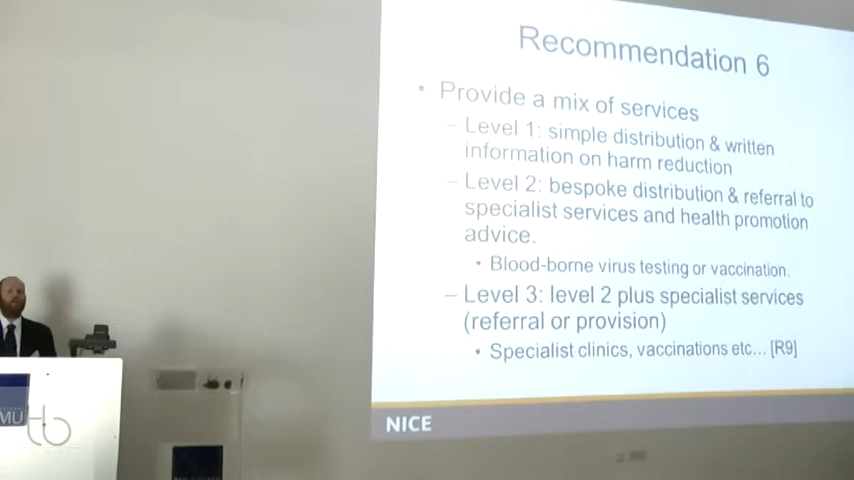 Recommendation 6
• Provide a mix of services
– Level 1: simple distribution & written
information on harm reduction
– Level 2: bespoke distribution & referral to
specialist services and health promotion
advice.
• Blood-borne virus testing or vaccination.
– Level 3: level 2 plus specialist services
(referral or provision)
• Specialist clinics, vaccinations etc... [R9]
NICE
MU
tb